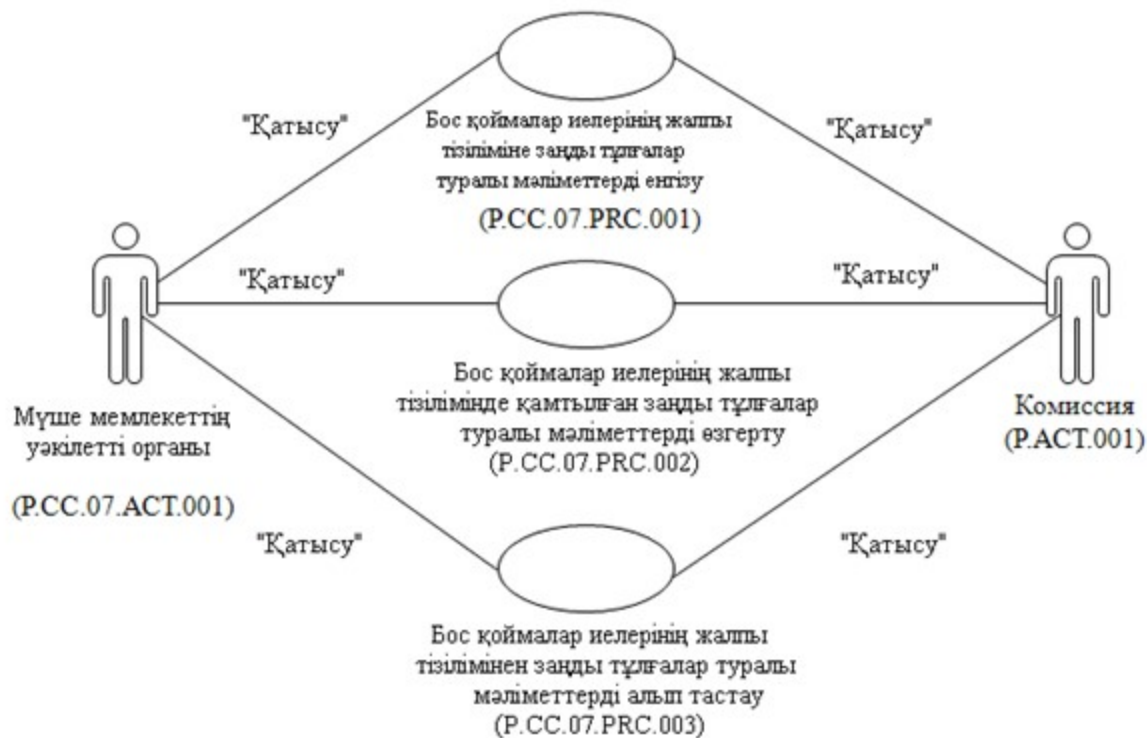 "Қатысу"
"Қатысу"
Бос қоймалар иелерінің жалпы
тізіліміне заңды тұлғалар
туралы мәліметтерді енгізу
(P.CC.07.PRC.001)
"Қатысу"
"Қатысу"
Мүше мемлекеттің
уәкілетті органы
(P.CC.07.ACT.001)
Бос қоймалар иелерінің жалпы
тізілімінде қамтылған заңды тұлғалар
туралы мәліметтерді өзгерту
(P.CC.07.PRC.002)
Комиссия
(P.ACT.001)
"Қатысу"
"Қатысу"
Бос қоймалар иелерінің жалпы
тізілімінен заңды тұлғалар туралы
мәліметтерді алып тастау
(P.CC.07.PRC.003)